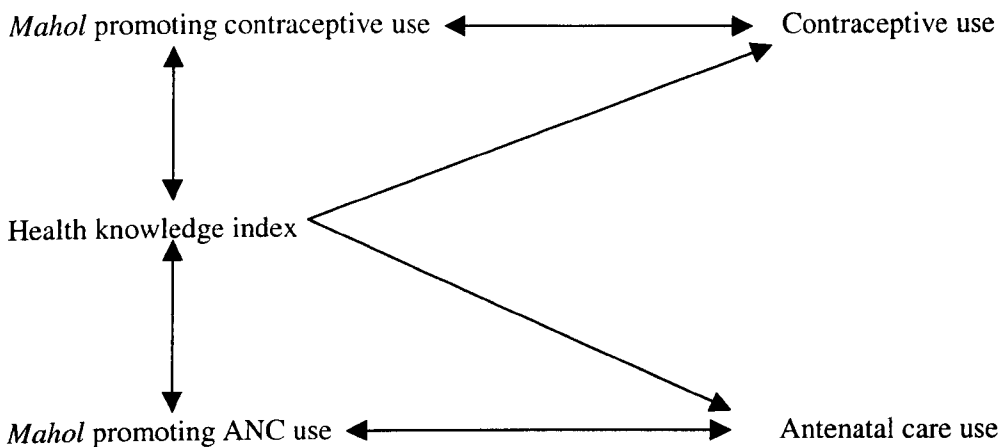 Mahol promoting contraceptive use
Contraceptive use
Health knowledge index
Mahol promoting ANC use
Antenatal care use